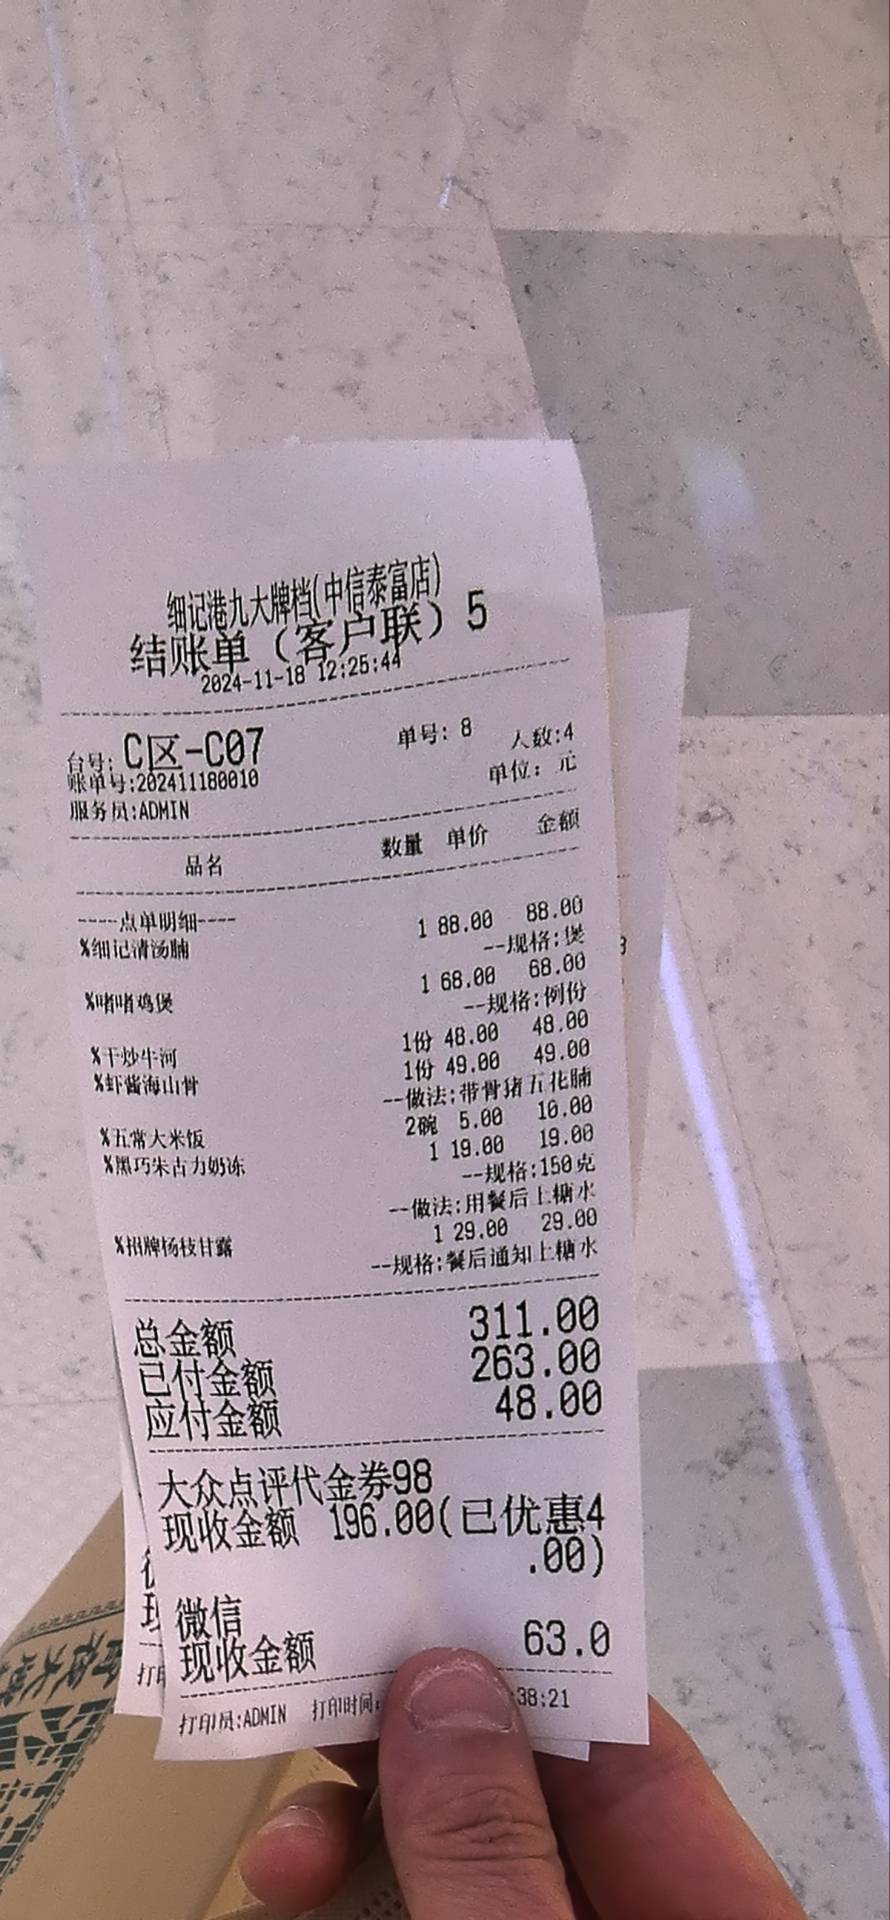 细记港九大牌档(中信泰富店)
结账单（客户联）5
2024-11-18 12:25:44
台号: C区-C07 单号: 8 人数:4
账单号:202411180010 单位: 元
服务员:ADMIN
品名 数量 单价 金额
----点单明细----
%细记清汤腩 1 88.00 88.00
--规格:煲
%啫啫鸡煲 1 68.00 68.00
--规格:例份
%干炒牛河 1份 48.00 48.00
%虾酱海山骨 1份 49.00 49.00
--做法:带骨猪五花腩
%五常大米饭 2碗 5.00 10.00
%黑巧朱古力奶冻 1 19.00 19.00
--规格:150克
--做法:用餐后上糖水
%招牌杨枝甘露 1 29.00 29.00
--规格:餐后通知上糖水
总金额 311.00
已付金额 263.00
应付金额 48.00
大众点评代金券98
现收金额 196.00(已优惠4
.00)
微信
现收金额 63.0
打印员:ADMIN 打印时间: :38:21